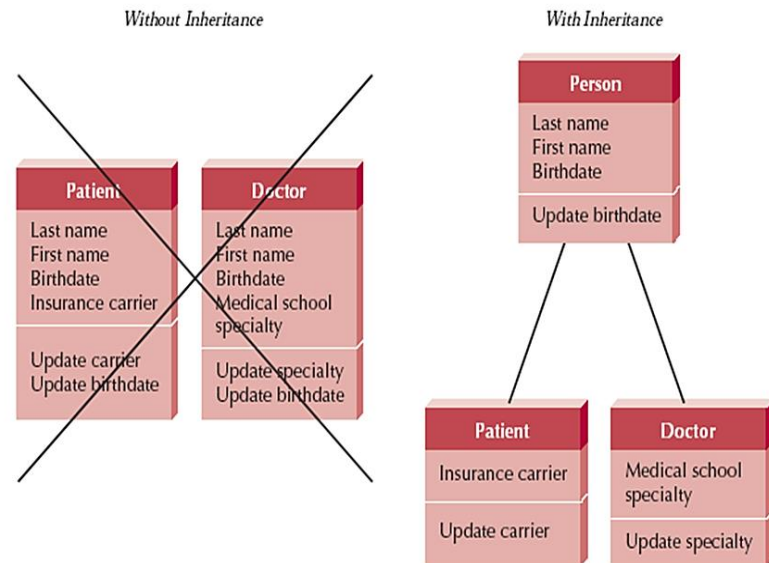 Without Inheritance
Patient
Last name
First name
Birthdate
Insurance carrier
Update carrier
Update birthdate
Doctor
Last name
First name
Birthdate
Medical school
specialty
Update specialty
Update birthdate
With Inheritance
Person
Last name
First name
Birthdate
Update birthdate
Patient
Insurance carrier
Update carrier
Doctor
Medical school
specialty
Update specialty